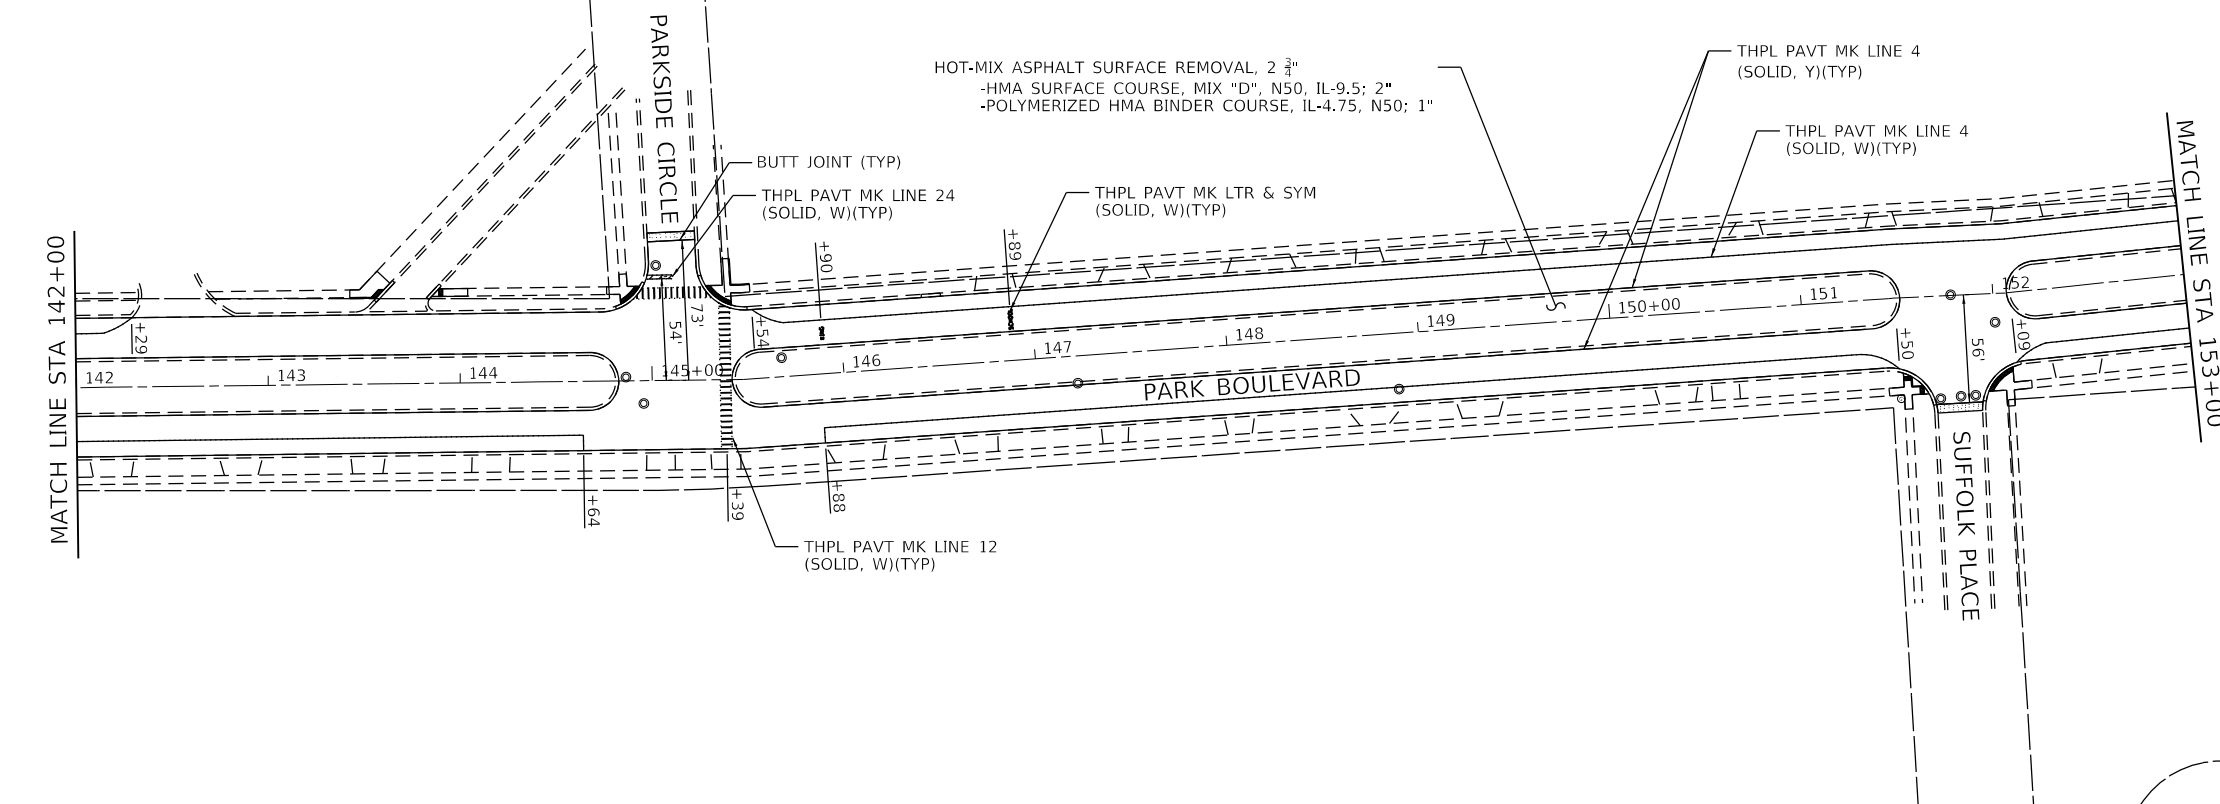 PARKSIDE CIRCLE
HOT-MIX ASPHALT SURFACE REMOVAL, 2 3/4"
-HMA SURFACE COURSE, MIX "D", N50, IL-9.5; 2"
-POLYMERIZED HMA BINDER COURSE, IL-4.75, N50; 1"
THPL PAVT MK LINE 4
(SOLID, Y)(TYP)
THPL PAVT MK LINE 4
(SOLID, W)(TYP)
BUTT JOINT (TYP)
THPL PAVT MK LINE 24
(SOLID, W)(TYP)
THPL PAVT MK LTR & SYM
(SOLID, W)(TYP)
MATCH LINE STA 142+00
MATCH LINE STA 153+00
+29
+90
+89
+54
54'
73'
142
143
144
145+00
146
147
148
149
150+00
151
152
PARK BOULEVARD
+50
56'
+09
+64
+39
+88
SUFFOLK PLACE
THPL PAVT MK LINE 12
(SOLID, W)(TYP)